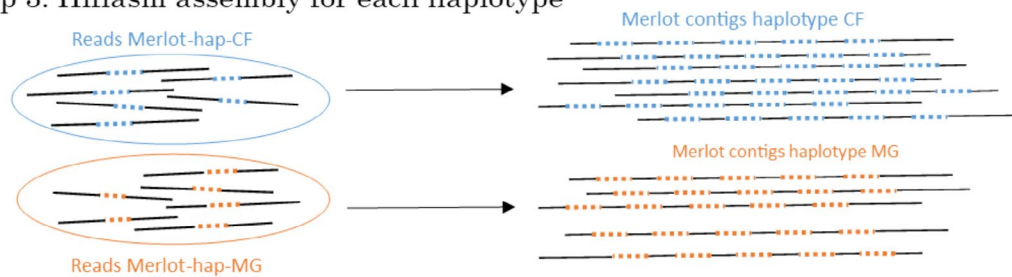 p 3: Hifiasm assembly for each haplotype
Reads Merlot-hap-CF
Merlot contigs haplotype CF
Merlot contigs haplotype MG
Reads Merlot-hap-MG